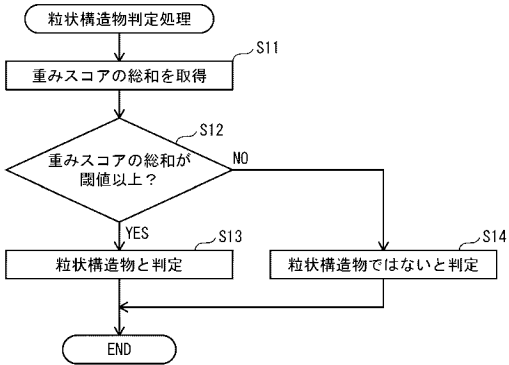 粒状構造物判定処理
S11
重みスコアの総和を取得
S12
重みスコアの総和が
閾値以上？
NO
YES
S13
粒状構造物と判定
S14
粒状構造物ではないと判定
END